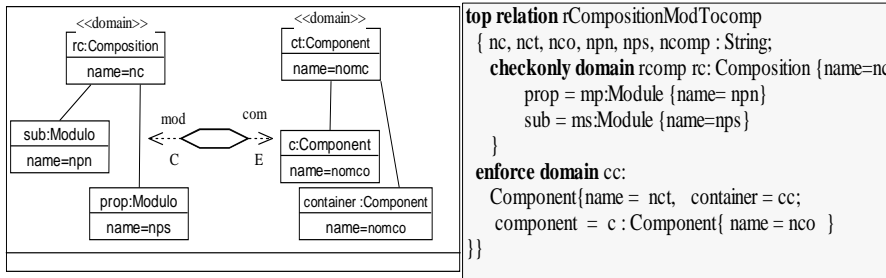 <<domain>>
rc:Composition
name=nc
sub:Modulo
name=npn
prop:Modulo
name=nps
mod
C
com
E
<<domain>>
ct:Component
name=nomc
c:Component
name=nomco
container :Component
name=nomco
top relation rCompositionModTocomp
{ nc, nct, nco, npn, nps, ncomp : String;
checkonly domain rcomp rc: Composition {name=nc
prop = mp:Module {name= npn}
sub = ms:Module {name=nps}
}
enforce domain cc:
Component{name = nct, container = cc;
component = c : Component{ name = nco }
}}